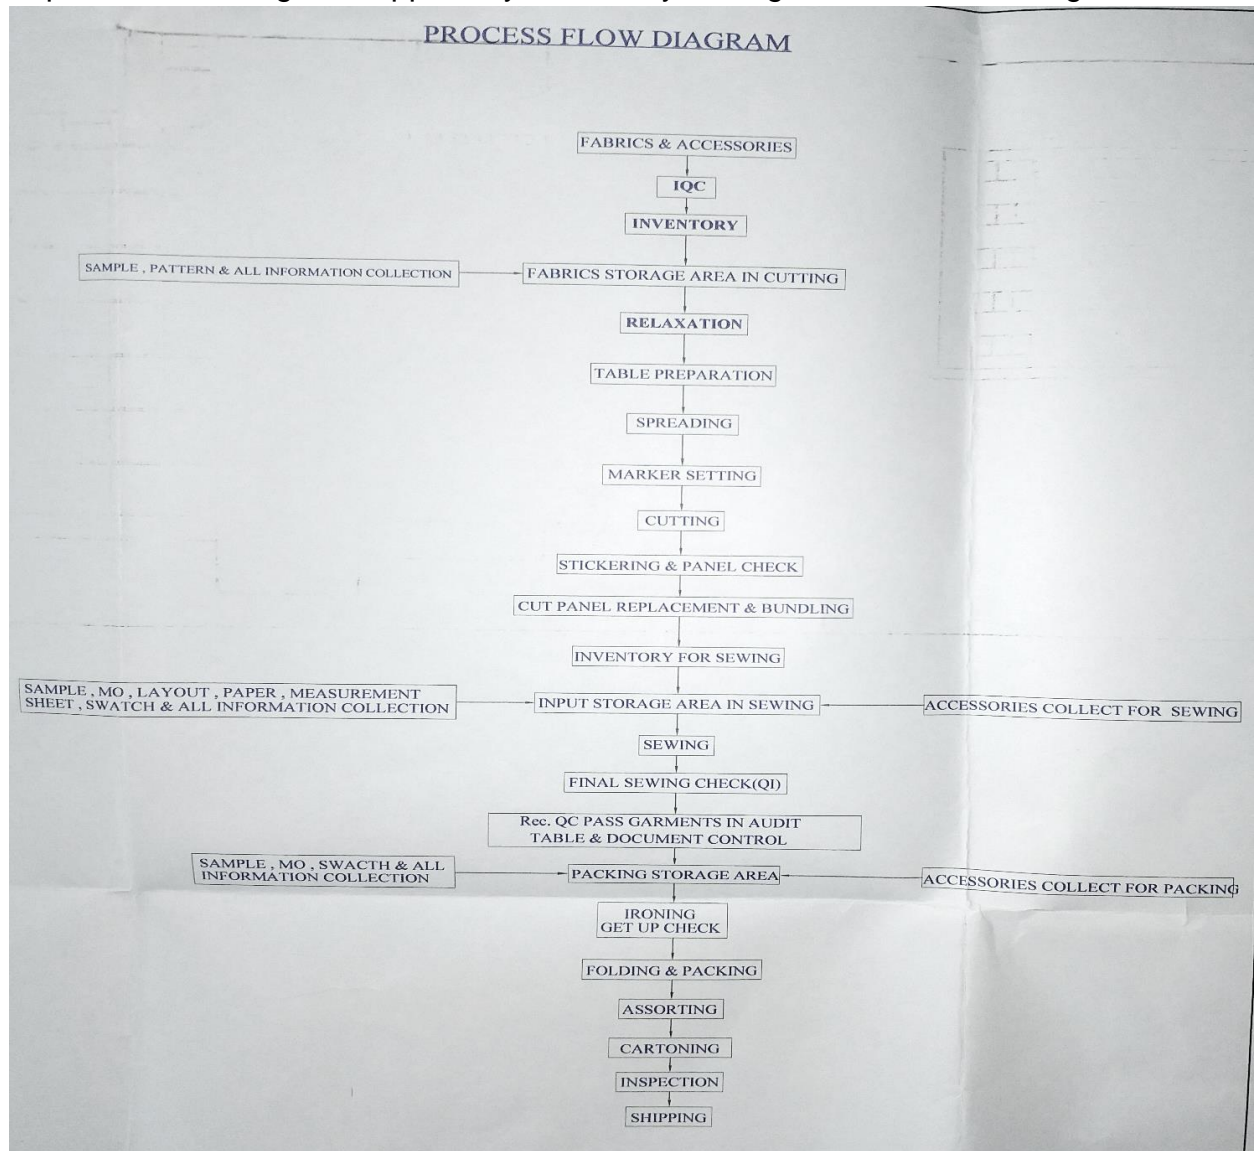 PROCESS FLOW DIAGRAM
FABRICS & ACCESSORIES
IQC
INVENTORY
SAMPLE , PATTERN & ALL INFORMATION COLLECTION
FABRICS STORAGE AREA IN CUTTING
RELAXATION
TABLE PREPARATION
SPREADING
MARKER SETTING
CUTTING
STICKERING & PANEL CHECK
CUT PANEL REPLACEMENT & BUNDLING
INVENTORY FOR SEWING
SAMPLE , MO , LAYOUT , PAPER , MEASUREMENT
SHEET , SWATCH & ALL INFORMATION COLLECTION
INPUT STORAGE AREA IN SEWING
ACCESSORIES COLLECT FOR SEWING
SEWING
FINAL SEWING CHECK(QI)
Rec. QC PASS GARMENTS IN AUDIT
TABLE & DOCUMENT CONTROL
SAMPLE , MO , SWACTH & ALL
INFORMATION COLLECTION
PACKING STORAGE AREA
ACCESSORIES COLLECT FOR PACKING
IRONING
GET UP CHECK
FOLDING & PACKING
ASSORTING
CARTONING
INSPECTION
SHIPPING